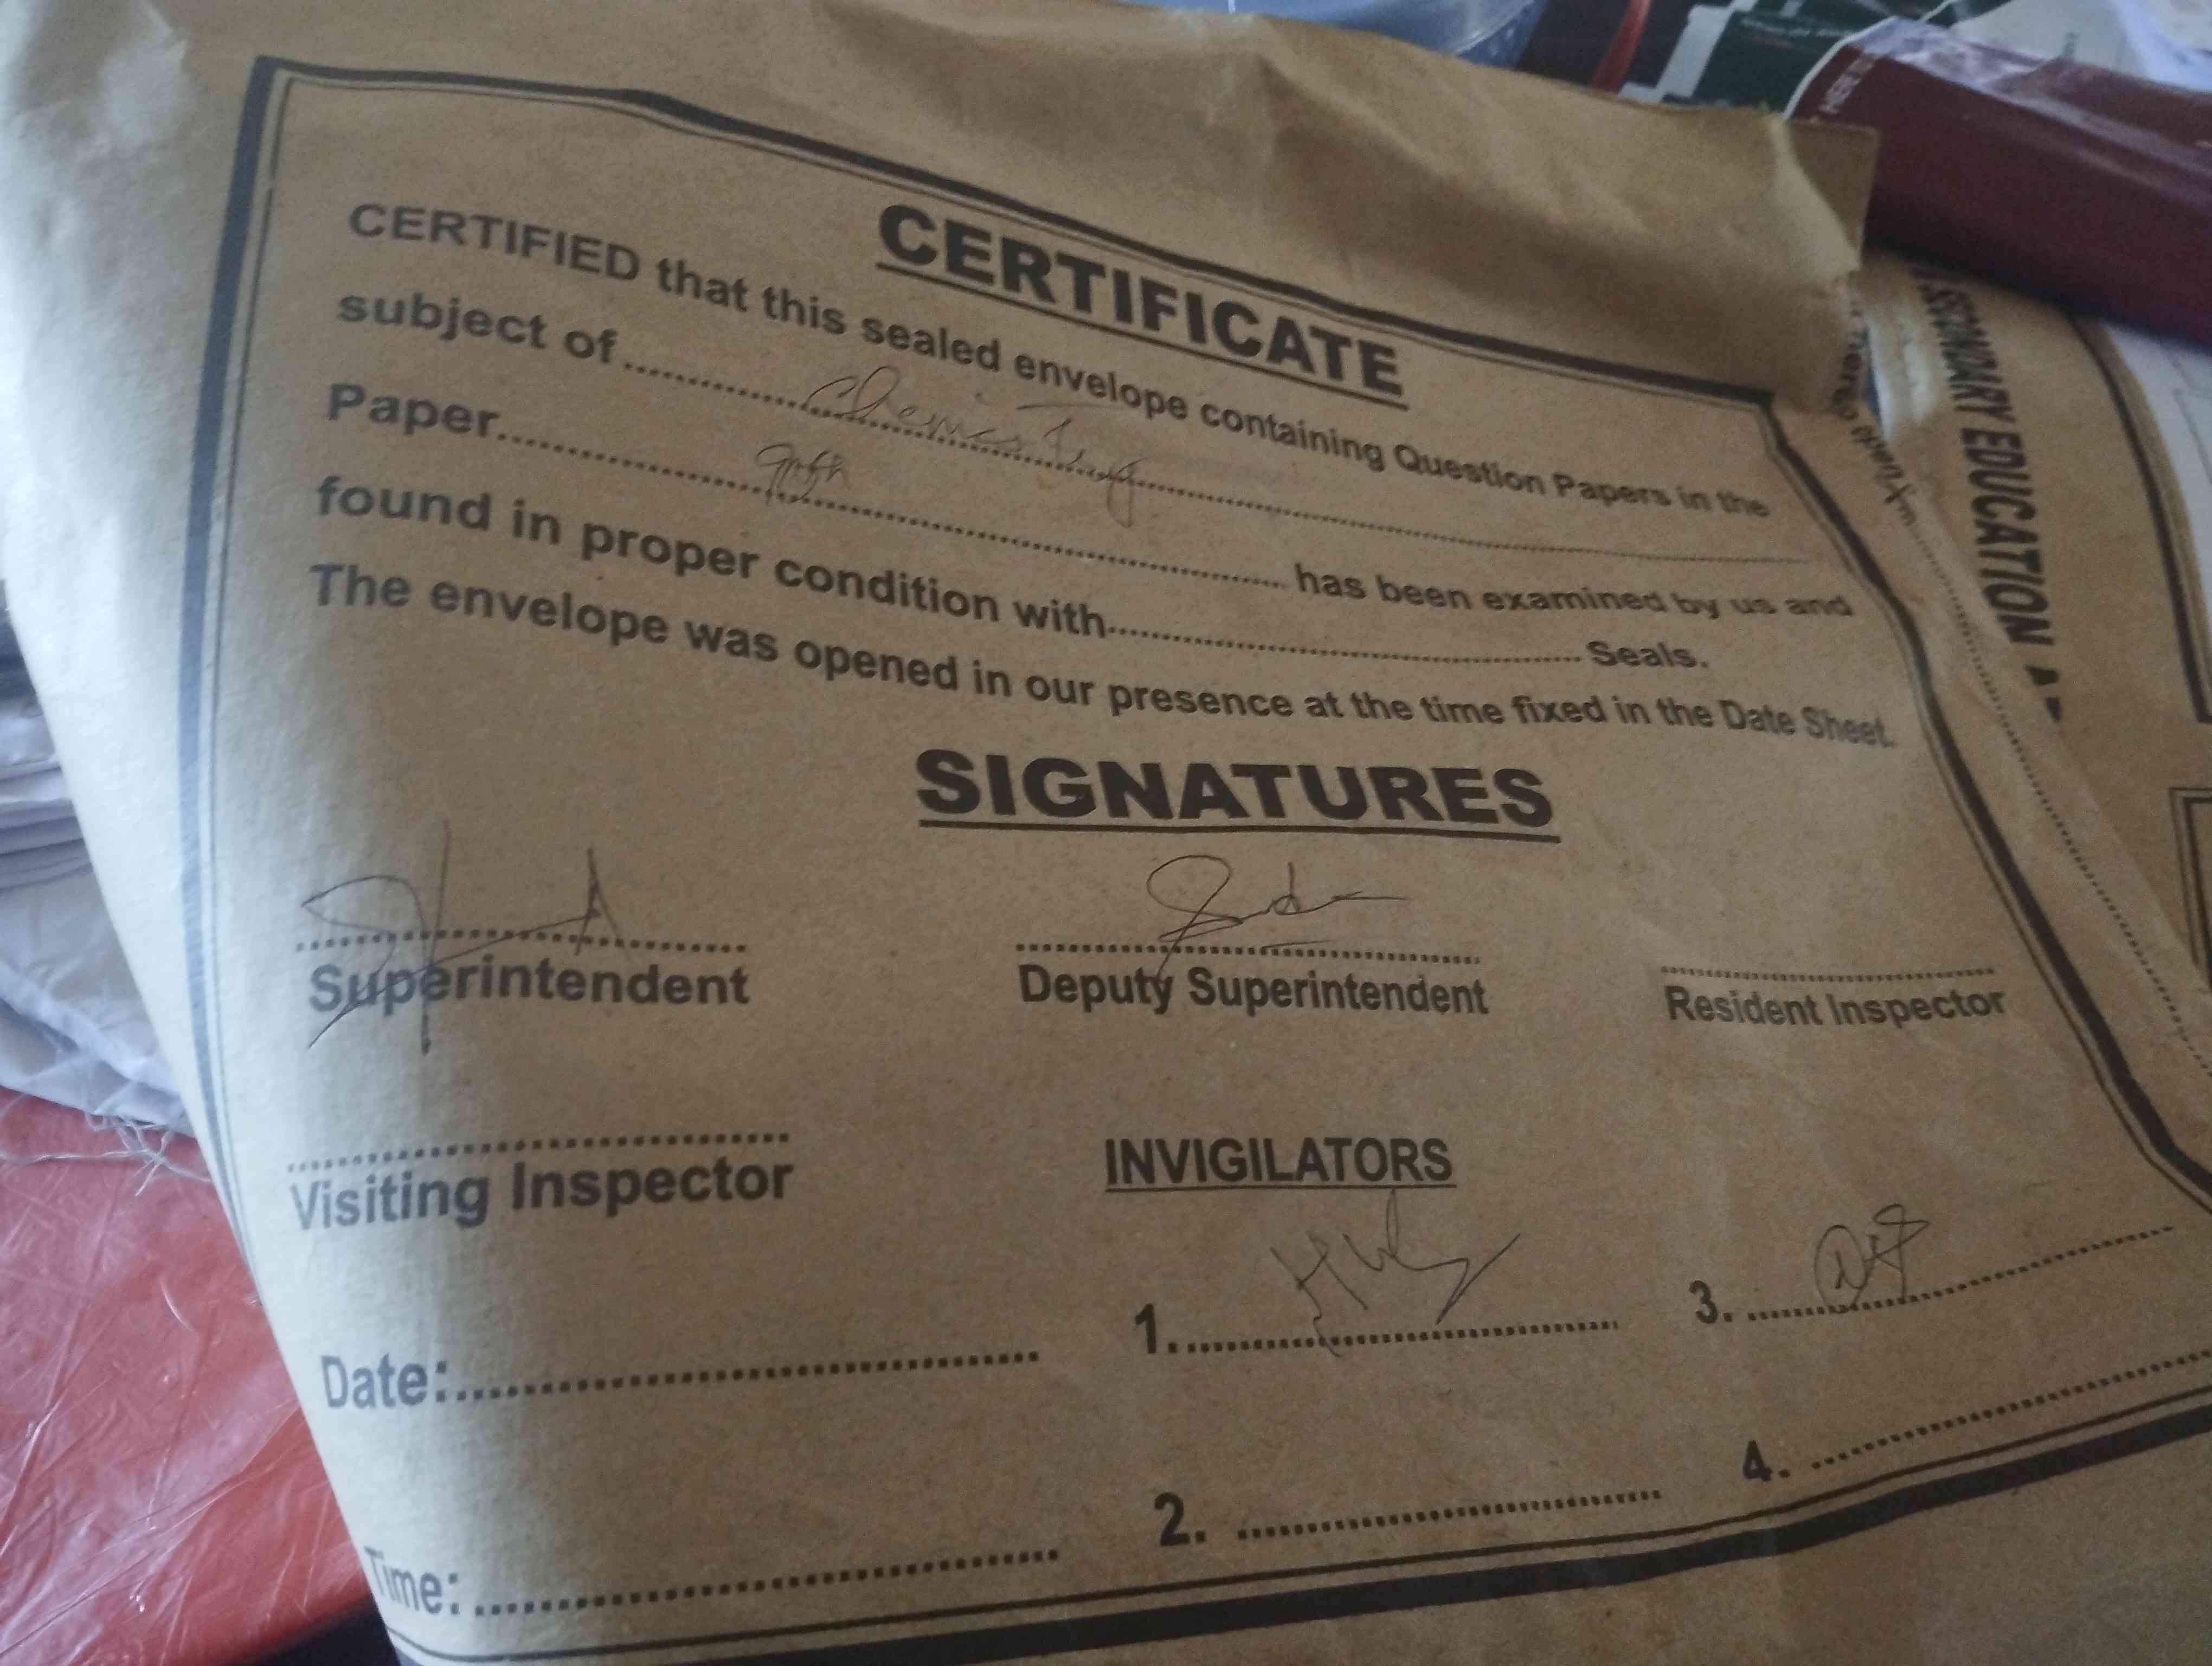 CERTIFICATE
CERTIFIED that this sealed envelope containing Question Papers in the
subject of .......... Chemistry ..........
Paper .......... 9th .......... has been examined by us and
found in proper condition with .......... Seals.
The envelope was opened in our presence at the time fixed in the Date Sheet.
SIGNATURES
Superintendent
Deputy Superintendent
Resident Inspector
Visiting Inspector
INVIGILATORS
1. ..........
3. ..........
Date: ..........
2. ..........
4. ..........
Time: ..........
SECONDARY EDUCATION